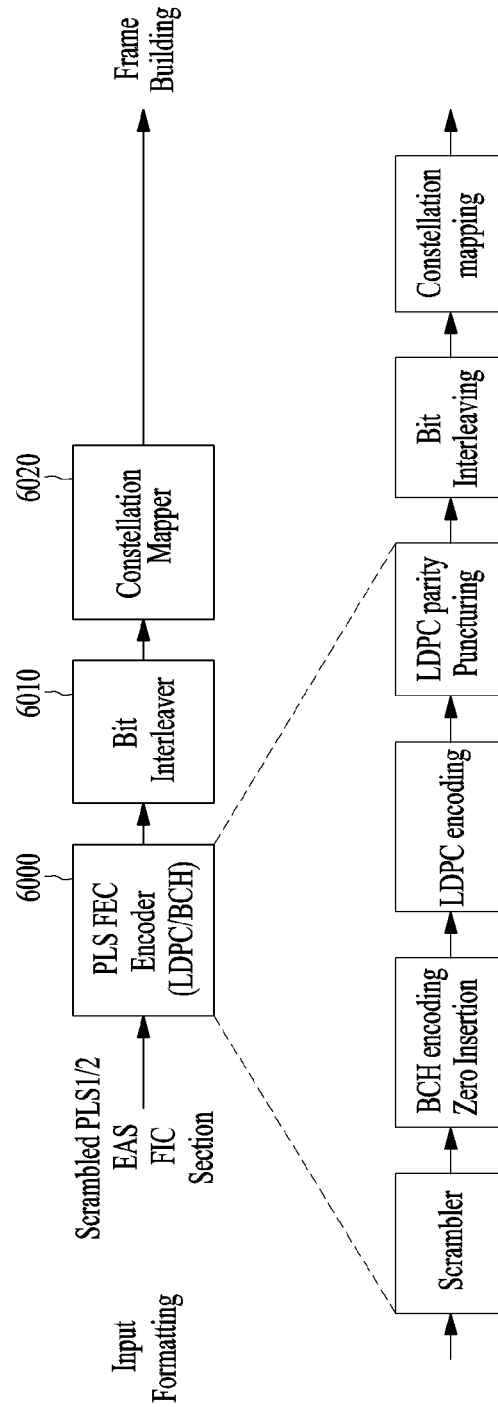 Input
Formatting
Scrambled PLS1/2
EAS
FIC
Section
6000
PLS FEC
Encoder
(LDPC/BCH)
6010
Bit
Interleaver
6020
Constellation
Mapper
Frame
Building
Scrambler
BCH encoding
Zero Insertion
LDPC encoding
LDPC parity
Puncturing
Bit
Interleaving
Constellation
mapping